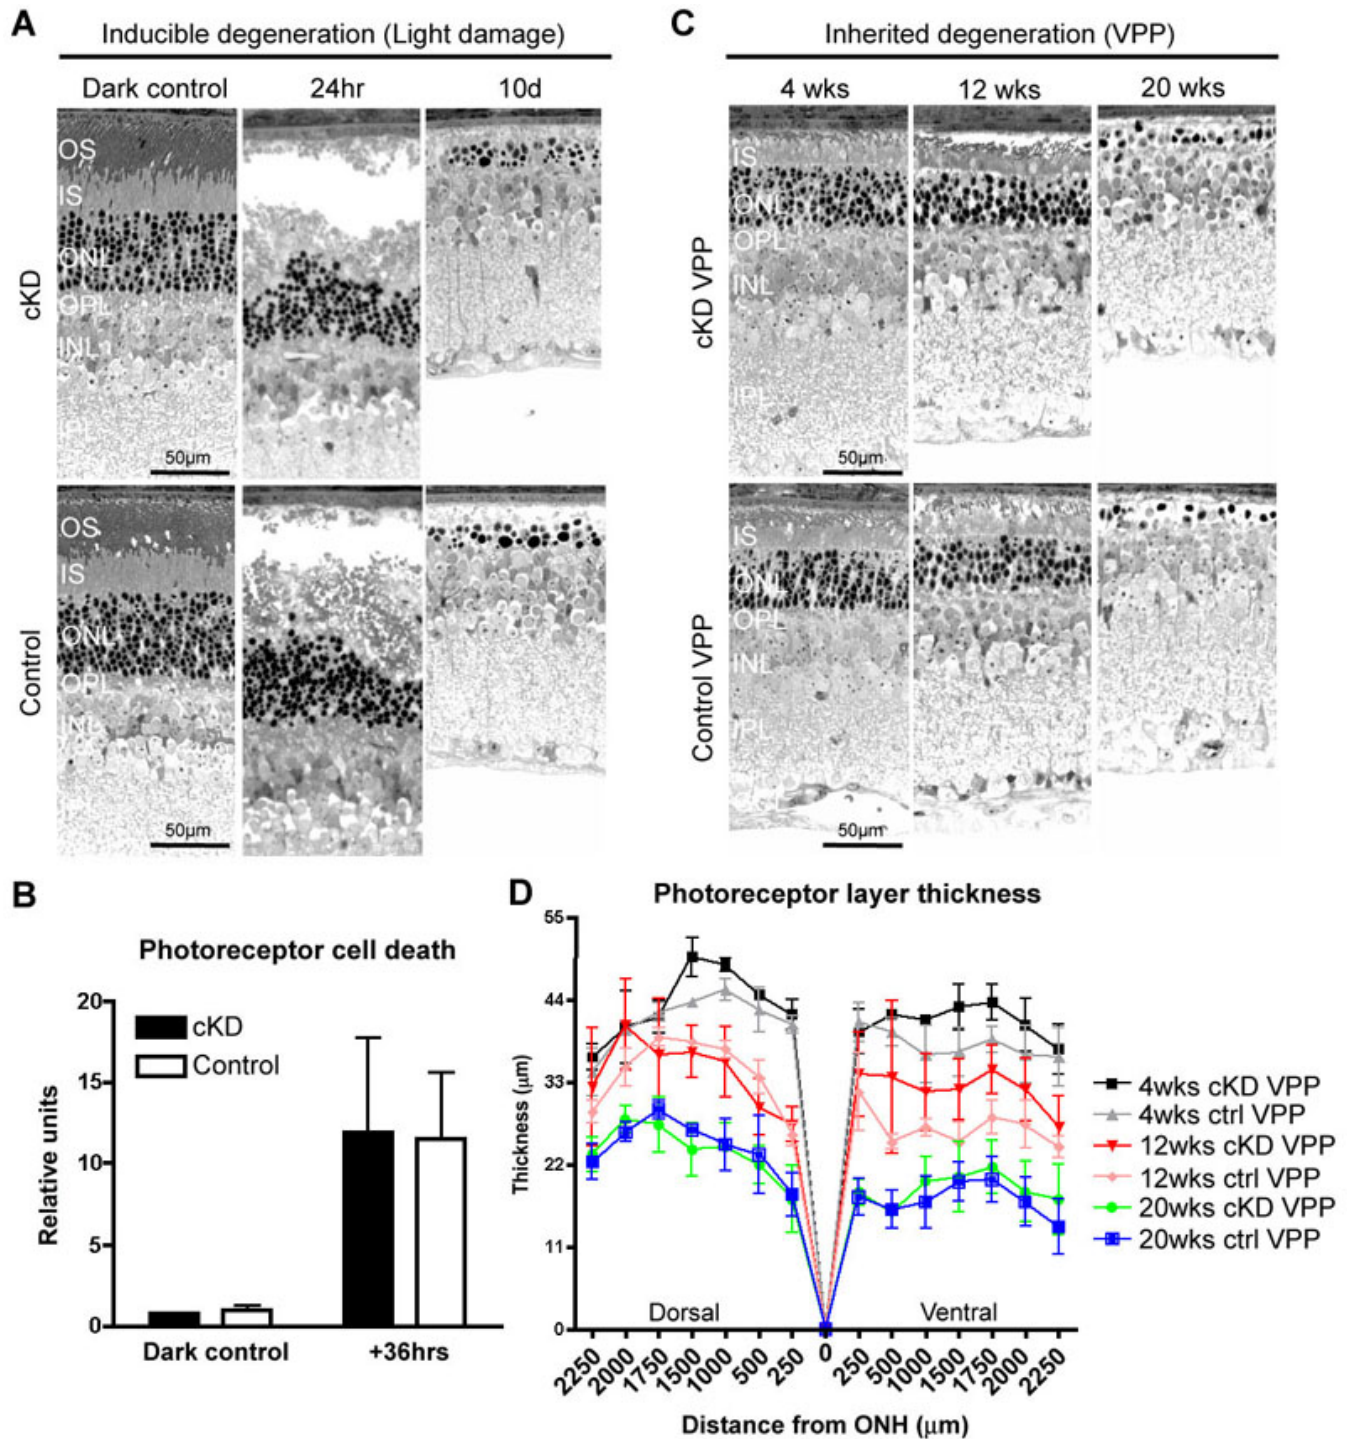 A
Inducible degeneration (Light damage)
Dark control 24hr 10d
cKD
OS
IS
ONL
OPL
INL
IPL
50µm
Control
OS
IS
ONL
OPL
INL
50µm
C
Inherited degeneration (VPP)
4 wks 12 wks 20 wks
cKD VPP
IS
ONL
OPL
INL
IPL
50µm
Control VPP
IS
ONL
OPL
INL
IPL
50µm
B
Photoreceptor cell death
Relative units
20
15
10
5
0
cKD
Control
Dark control +36hrs
D
Photoreceptor layer thickness
Thickness (µm)
55
44
33
22
11
0
Dorsal Ventral
2250 2000 1750 1500 1000 500 250 0 250 500 1000 1500 1750 2000 2250
Distance from ONH (µm)
4wks cKD VPP
4wks ctrl VPP
12wks cKD VPP
12wks ctrl VPP
20wks cKD VPP
20wks ctrl VPP